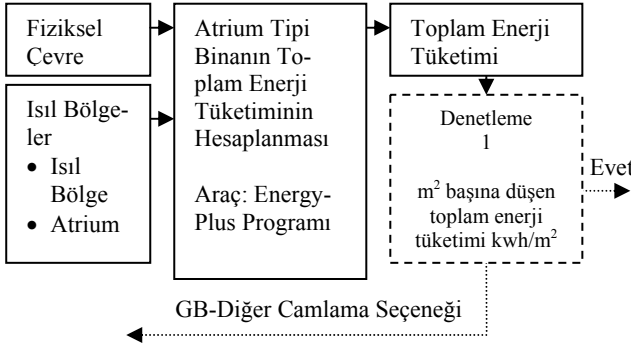 Fiziksel
Çevre
Isıl Bölge-
ler
• Isıl
Bölge
• Atrium
Atrium Tipi
Binanın To-
plam Enerji
Tüketiminin
Hesaplanması
Araç: Energy-
Plus Programı
Toplam Enerji
Tüketimi
Denetleme
1
m² başına düşen
toplam enerji
tüketimi kwh/m²
Evet
GB-Diğer Camlama Seçeneği